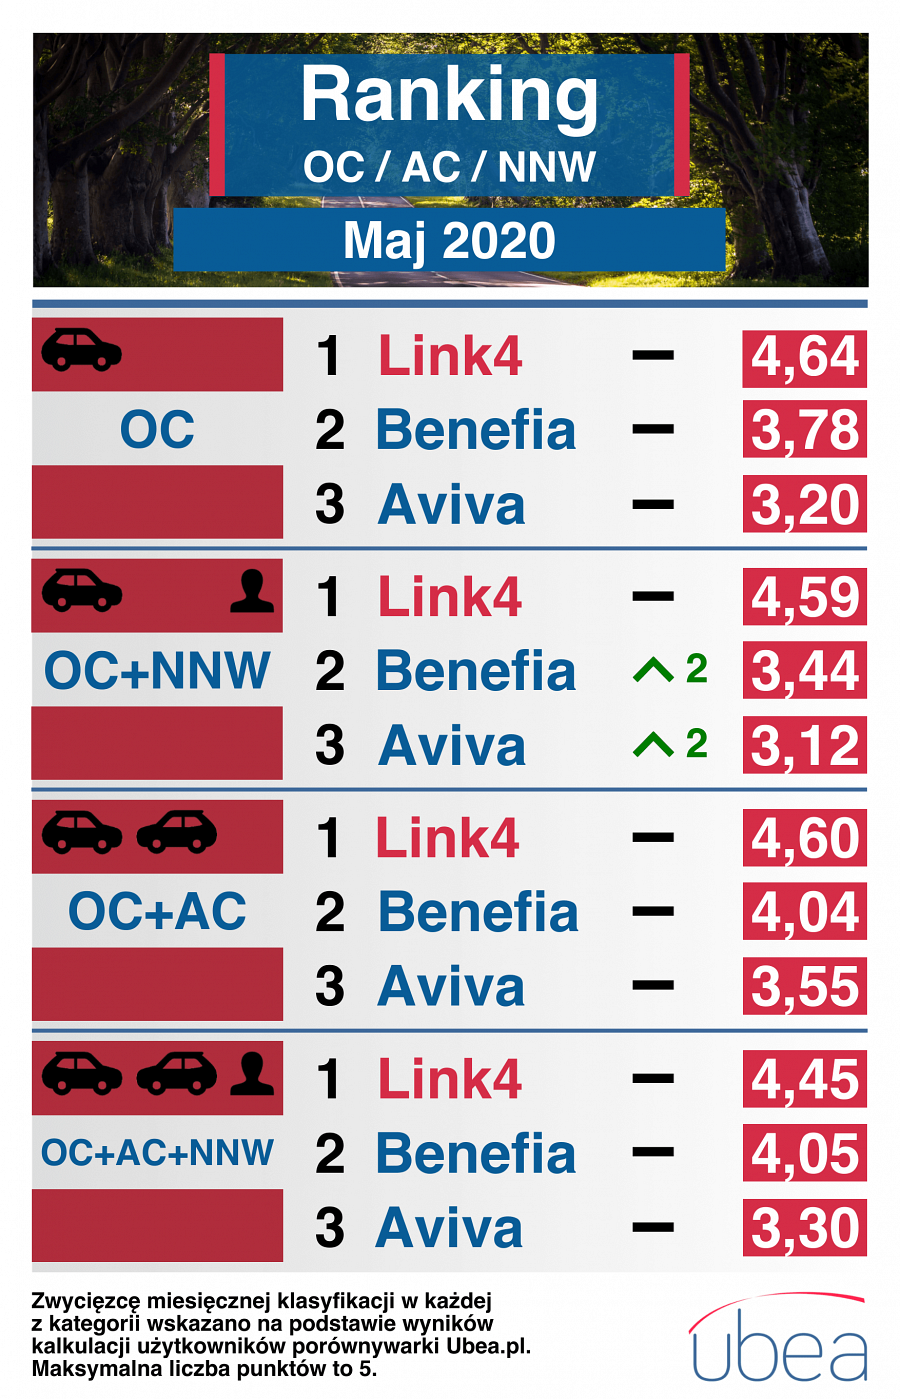 Ranking
OC / AC / NNW
Maj 2020
1 Link4 – 4,64
OC 2 Benefia – 3,78
3 Aviva – 3,20
1 Link4 – 4,59
OC+NNW 2 Benefia ^ 2 3,44
3 Aviva ^ 2 3,12
1 Link4 – 4,60
OC+AC 2 Benefia – 4,04
3 Aviva – 3,55
1 Link4 – 4,45
OC+AC+NNW 2 Benefia – 4,05
3 Aviva – 3,30
Zwycięzcę miesięcznej klasyfikacji w każdej
z kategorii wskazano na podstawie wyników
kalkulacji użytkowników porównywarki Ubea.pl.
Maksymalna liczba punktów to 5.
ubea